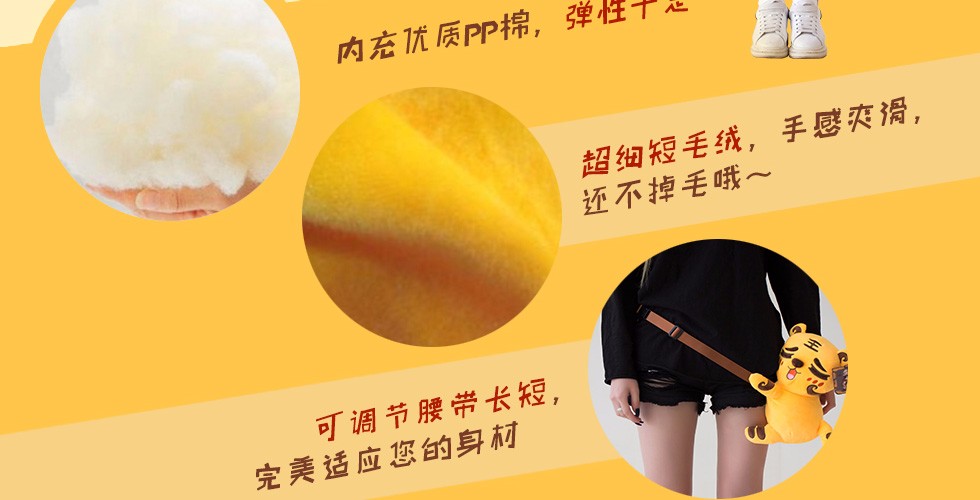 内充优质PP棉，弹性十足
超细短毛绒，手感爽滑，
还不掉毛哦～
可调节腰带长短，
完美适应您的身材
王